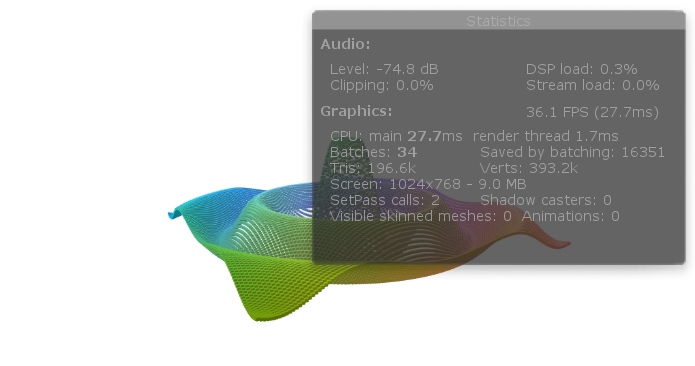 Statistics
Audio:
Level: -74.8 dB DSP load: 0.3%
Clipping: 0.0% Stream load: 0.0%
Graphics: 36.1 FPS (27.7ms)
CPU: main 27.7ms render thread 1.7ms
Batches: 34 Saved by batching: 16351
Tris: 196.6k Verts: 393.2k
Screen: 1024x768 - 9.0 MB
SetPass calls: 2 Shadow casters: 0
Visible skinned meshes: 0 Animations: 0